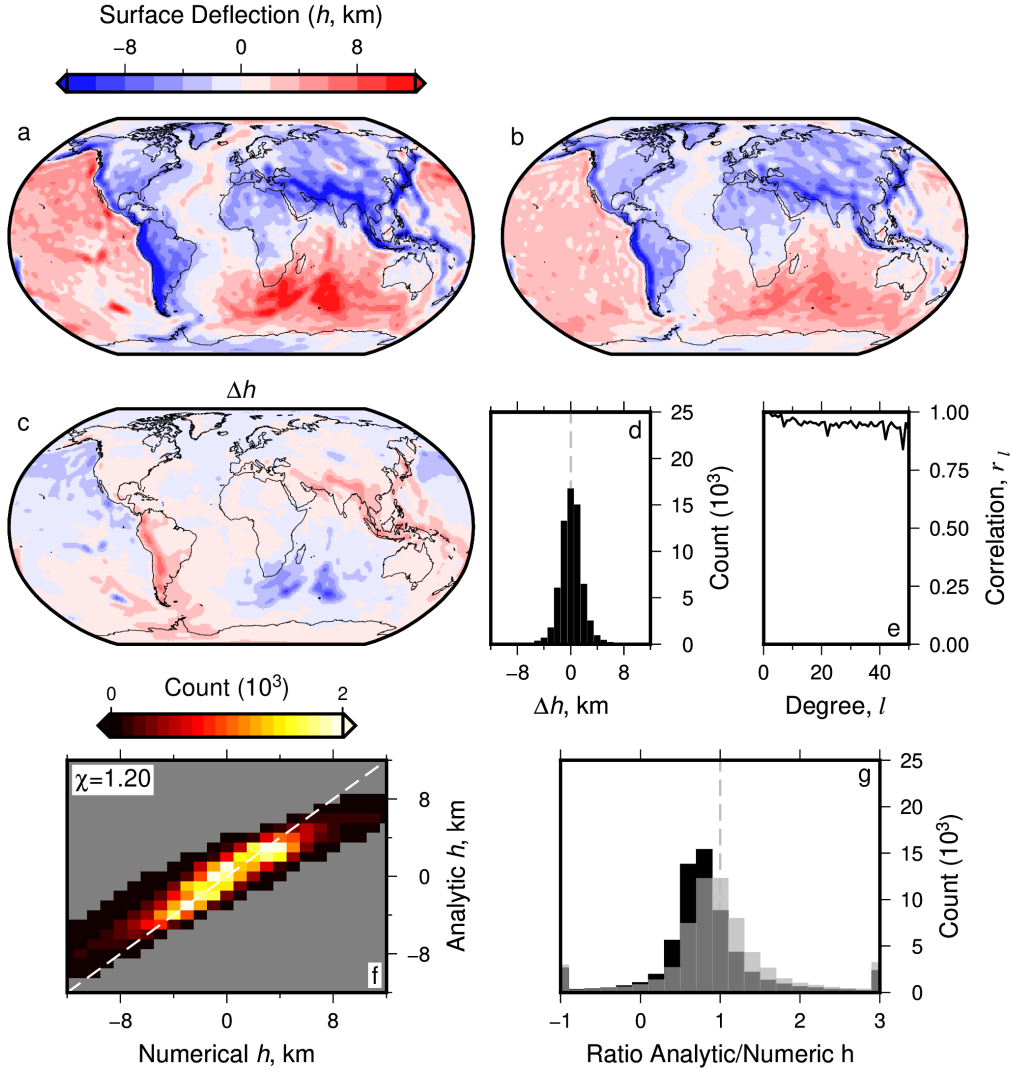 Surface Deflection (h, km)
−8 0 8
a
b
Δh
c
d
25
20
15
10
5
0
Count (10³)
−8 0 8
Δh, km
e
1.00
0.75
0.50
0.25
0.00
Correlation, r l
0 20 40
Degree, l
Count (10³)
0 2
χ=1.20
f
8
0
−8
Analytic h, km
−8 0 8
Numerical h, km
g
25
20
15
10
5
0
Count (10³)
−1 0 1 2 3
Ratio Analytic/Numeric h